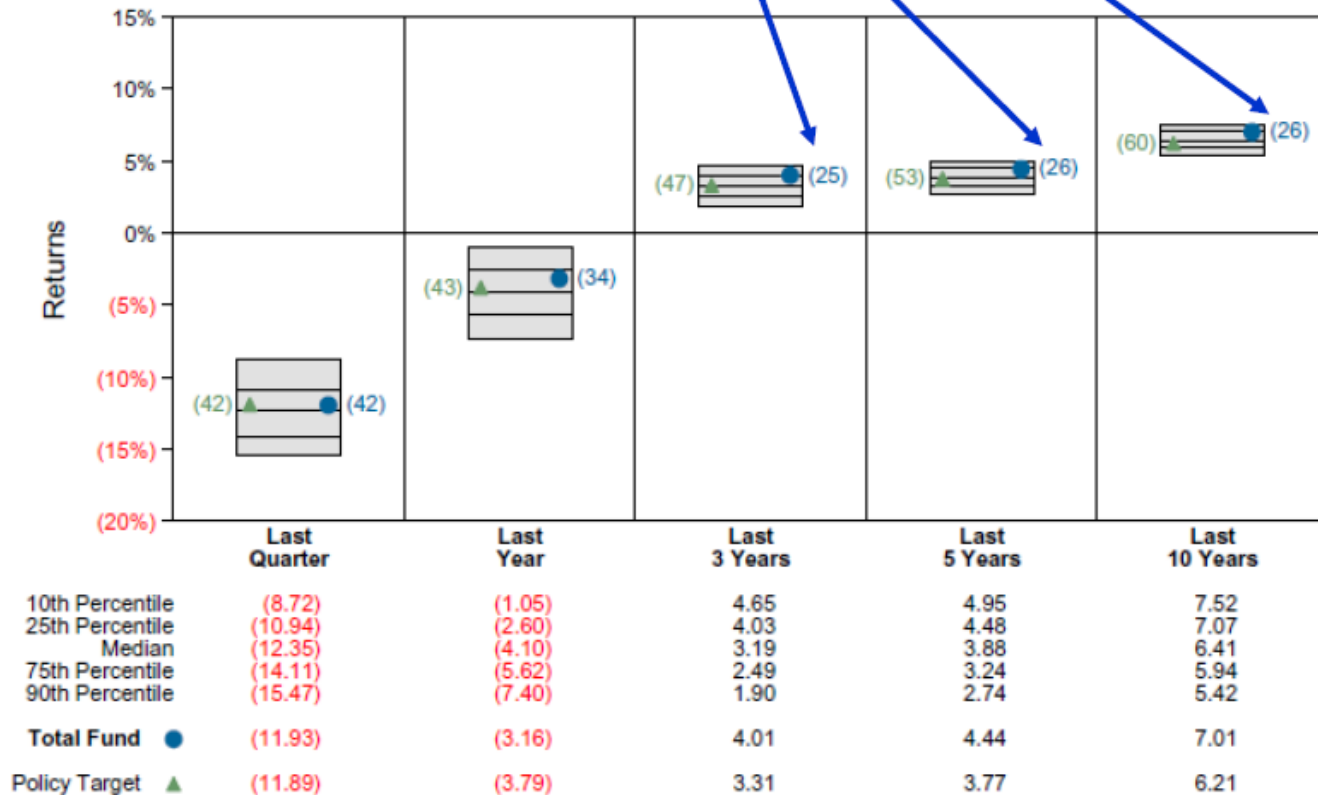 15%
10%
5%
0%
(5%)
(10%)
(15%)
(20%)
Returns
(42) (42)
(43) (34)
(47) (25)
(53) (26)
(60) (26)
Last Quarter
Last Year
Last 3 Years
Last 5 Years
Last 10 Years
10th Percentile (8.72) (1.05) 4.65 4.95 7.52
25th Percentile (10.94) (2.60) 4.03 4.48 7.07
Median (12.35) (4.10) 3.19 3.88 6.41
75th Percentile (14.11) (5.62) 2.49 3.24 5.94
90th Percentile (15.47) (7.40) 1.90 2.74 5.42
Total Fund (11.93) (3.16) 4.01 4.44 7.01
Policy Target (11.89) (3.79) 3.31 3.77 6.21